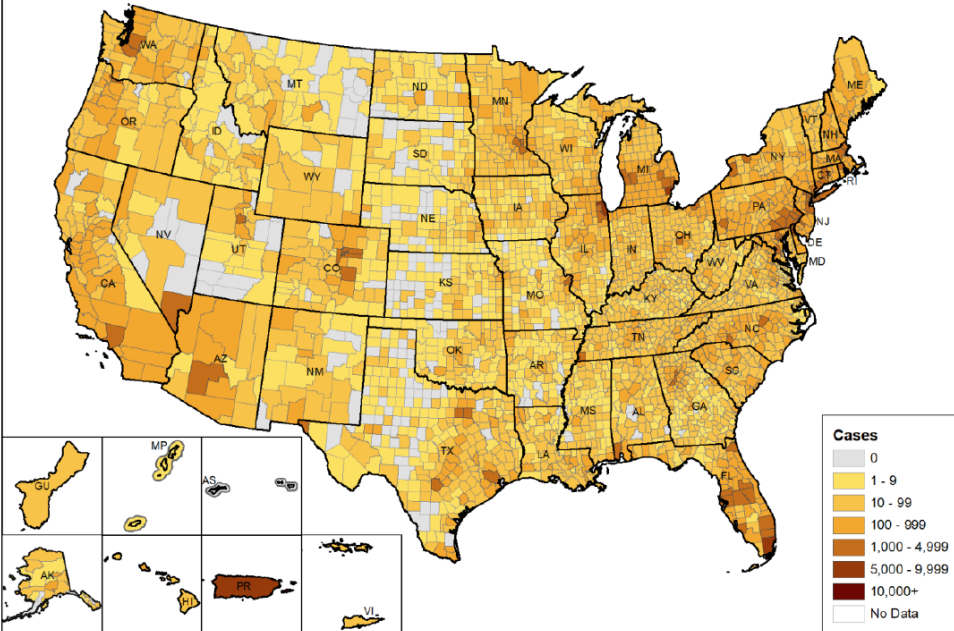 WA
MT
ND
MN
ME
OR
ID
SD
WI
VT
NH
NY
MA
CT
RI
MI
WY
IA
PA
NE
NJ
NV
UT
IL
IN
OH
DE
MD
CO
WV
CA
KS
MO
VA
KY
NC
TN
AZ
OK
NM
AR
SC
MS
AL
GA
TX
LA
FL
MP
AS
GU
AK
HI
PR
VI
Cases
0
1 - 9
10 - 99
100 - 999
1,000 - 4,999
5,000 - 9,999
10,000+
No Data